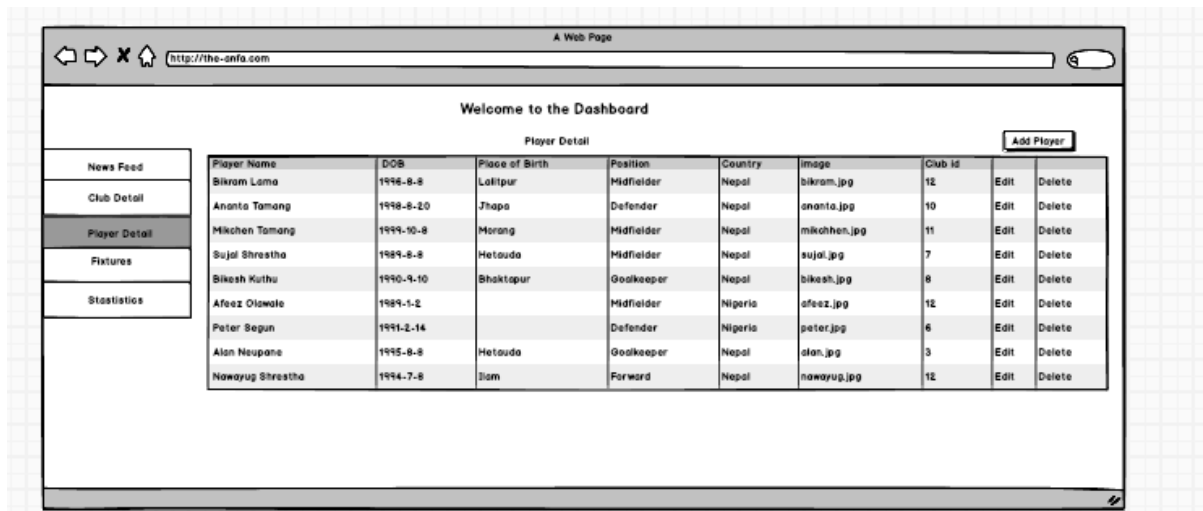 A Web Page
http://the-anfa.com
Welcome to the Dashboard
Player Detail
Add Player
News Feed
Club Detail
Player Detail
Fixtures
Stastistics
Player Name DOB Place of Birth Position Country image Club id
Bikram Lama 1996-8-8 Lalitpur Midfielder Nepal bikram.jpg 12 Edit Delete
Ananta Tamang 1998-8-20 Jhapa Defender Nepal ananta.jpg 10 Edit Delete
Mikchen Tamang 1999-10-8 Morang Midfielder Nepal mikchhen.jpg 11 Edit Delete
Sujal Shrestha 1989-8-8 Hetauda Midfielder Nepal sujal.jpg 7 Edit Delete
Bikesh Kuthu 1990-9-10 Bhaktapur Goalkeeper Nepal bikesh.jpg 8 Edit Delete
Afeez Olawale 1989-1-2 Midfielder Nigeria afeez.jpg 12 Edit Delete
Peter Segun 1991-2-14 Defender Nigeria peter.jpg 6 Edit Delete
Alan Neupane 1995-8-8 Hetauda Goalkeeper Nepal alan.jpg 3 Edit Delete
Nawayug Shrestha 1994-7-8 Ilam Forward Nepal nawayug.jpg 12 Edit Delete